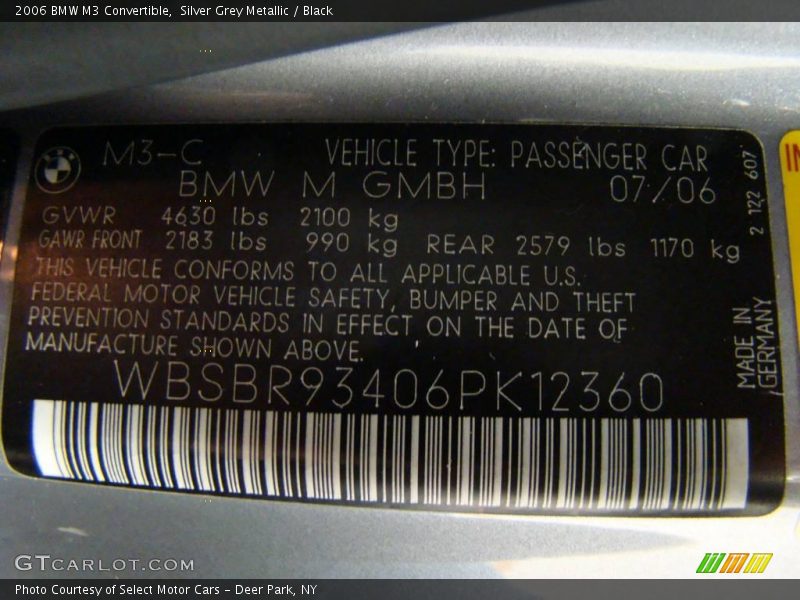 2006 BMW M3 Convertible,  Silver Grey Metallic / Black
M3-C
VEHICLE TYPE: PASSENGER CAR
BMW M GMBH
07/06
GVWR 4630 lbs 2100 kg
GAWR FRONT 2183 lbs 990 kg REAR 2579 lbs 1170 kg
THIS VEHICLE CONFORMS TO ALL APPLICABLE U.S.
FEDERAL MOTOR VEHICLE SAFETY, BUMPER AND THEFT
PREVENTION STANDARDS IN EFFECT ON THE DATE OF
MANUFACTURE SHOWN ABOVE.
2 122 607
MADE IN
GERMANY
WBSBR93406PK12360
GTCARLOT.COM
Photo Courtesy of Select Motor Cars - Deer Park, NY